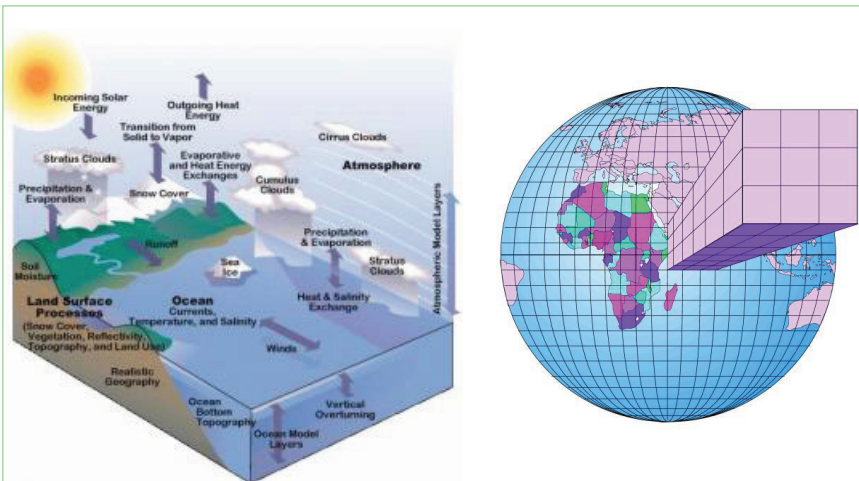 Incoming Solar
Energy
Outgoing Heat
Energy
Transition from
Solid to Vapor
Cirrus Clouds
Stratus Clouds
Evaporative
and Heat Energy
Exchanges
Cumulus
Clouds
Atmosphere
Precipitation &
Evaporation
Snow Cover
Atmospheric Model Layers
Precipitation
& Evaporation
Runoff
Stratus
Clouds
Sea
Ice
Soil
Moisture
Heat & Salinity
Exchange
Land Surface
Processes
(Snow Cover,
Vegetation, Reflectivity,
Topography, and Land Use)
Ocean
Currents,
Temperature, and Salinity
Winds
Realistic
Geography
Ocean
Bottom
Topography
Vertical
Overturning
Ocean Model
Layers